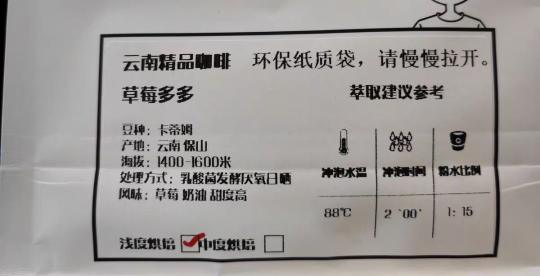 云南精品咖啡 环保纸质袋，请慢慢拉开。
草莓多多
豆种：卡蒂姆
产地：云南 保山
海拔：1400-1600米
处理方式：乳酸菌发酵厌氧日晒
风味：草莓 奶油 甜度高
浅度烘焙 中度烘焙
萃取建议参考
冲泡水温 冲泡时间 粉水比例
88℃ 2 '00' 1: 15